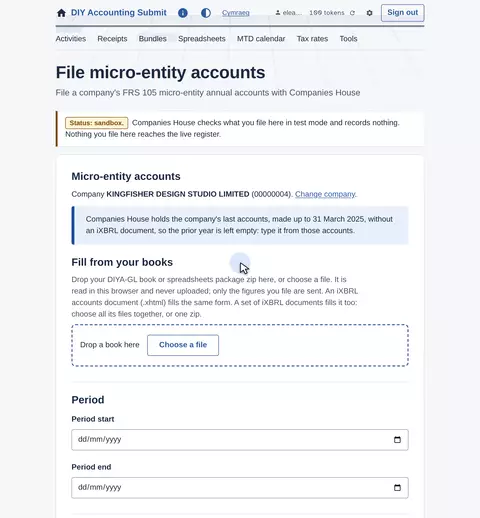 DIY Accounting Submit
Cymraeg
elea...
Sign out
Activities Receipts Bundles Spreadsheets MTD calendar Tax rates Tools
File micro-entity accounts
File a company's FRS 105 micro-entity annual accounts with Companies House
Status: sandbox. Companies House checks what you file here in test mode and records nothing.
Nothing you file here reaches the live register.
Micro-entity accounts
Company KINGFISHER DESIGN STUDIO LIMITED (00000004). Change company.
Companies House holds the company's last accounts, made up to 31 March 2025, without
an iXBRL document, so the prior year is left empty: type it from those accounts.
Fill from your books
Drop your DIYA-GL book or spreadsheets package zip here, or choose a file. It is
read in this browser and never uploaded; only the figures you file are sent. An iXBRL
accounts document (.xhtml) fills the same form. A set of iXBRL documents fills it too:
choose all its files together, or one zip.
Drop a book here Choose a file
Period
Period start
dd/mm/yyyy
Period end
dd/mm/yyyy